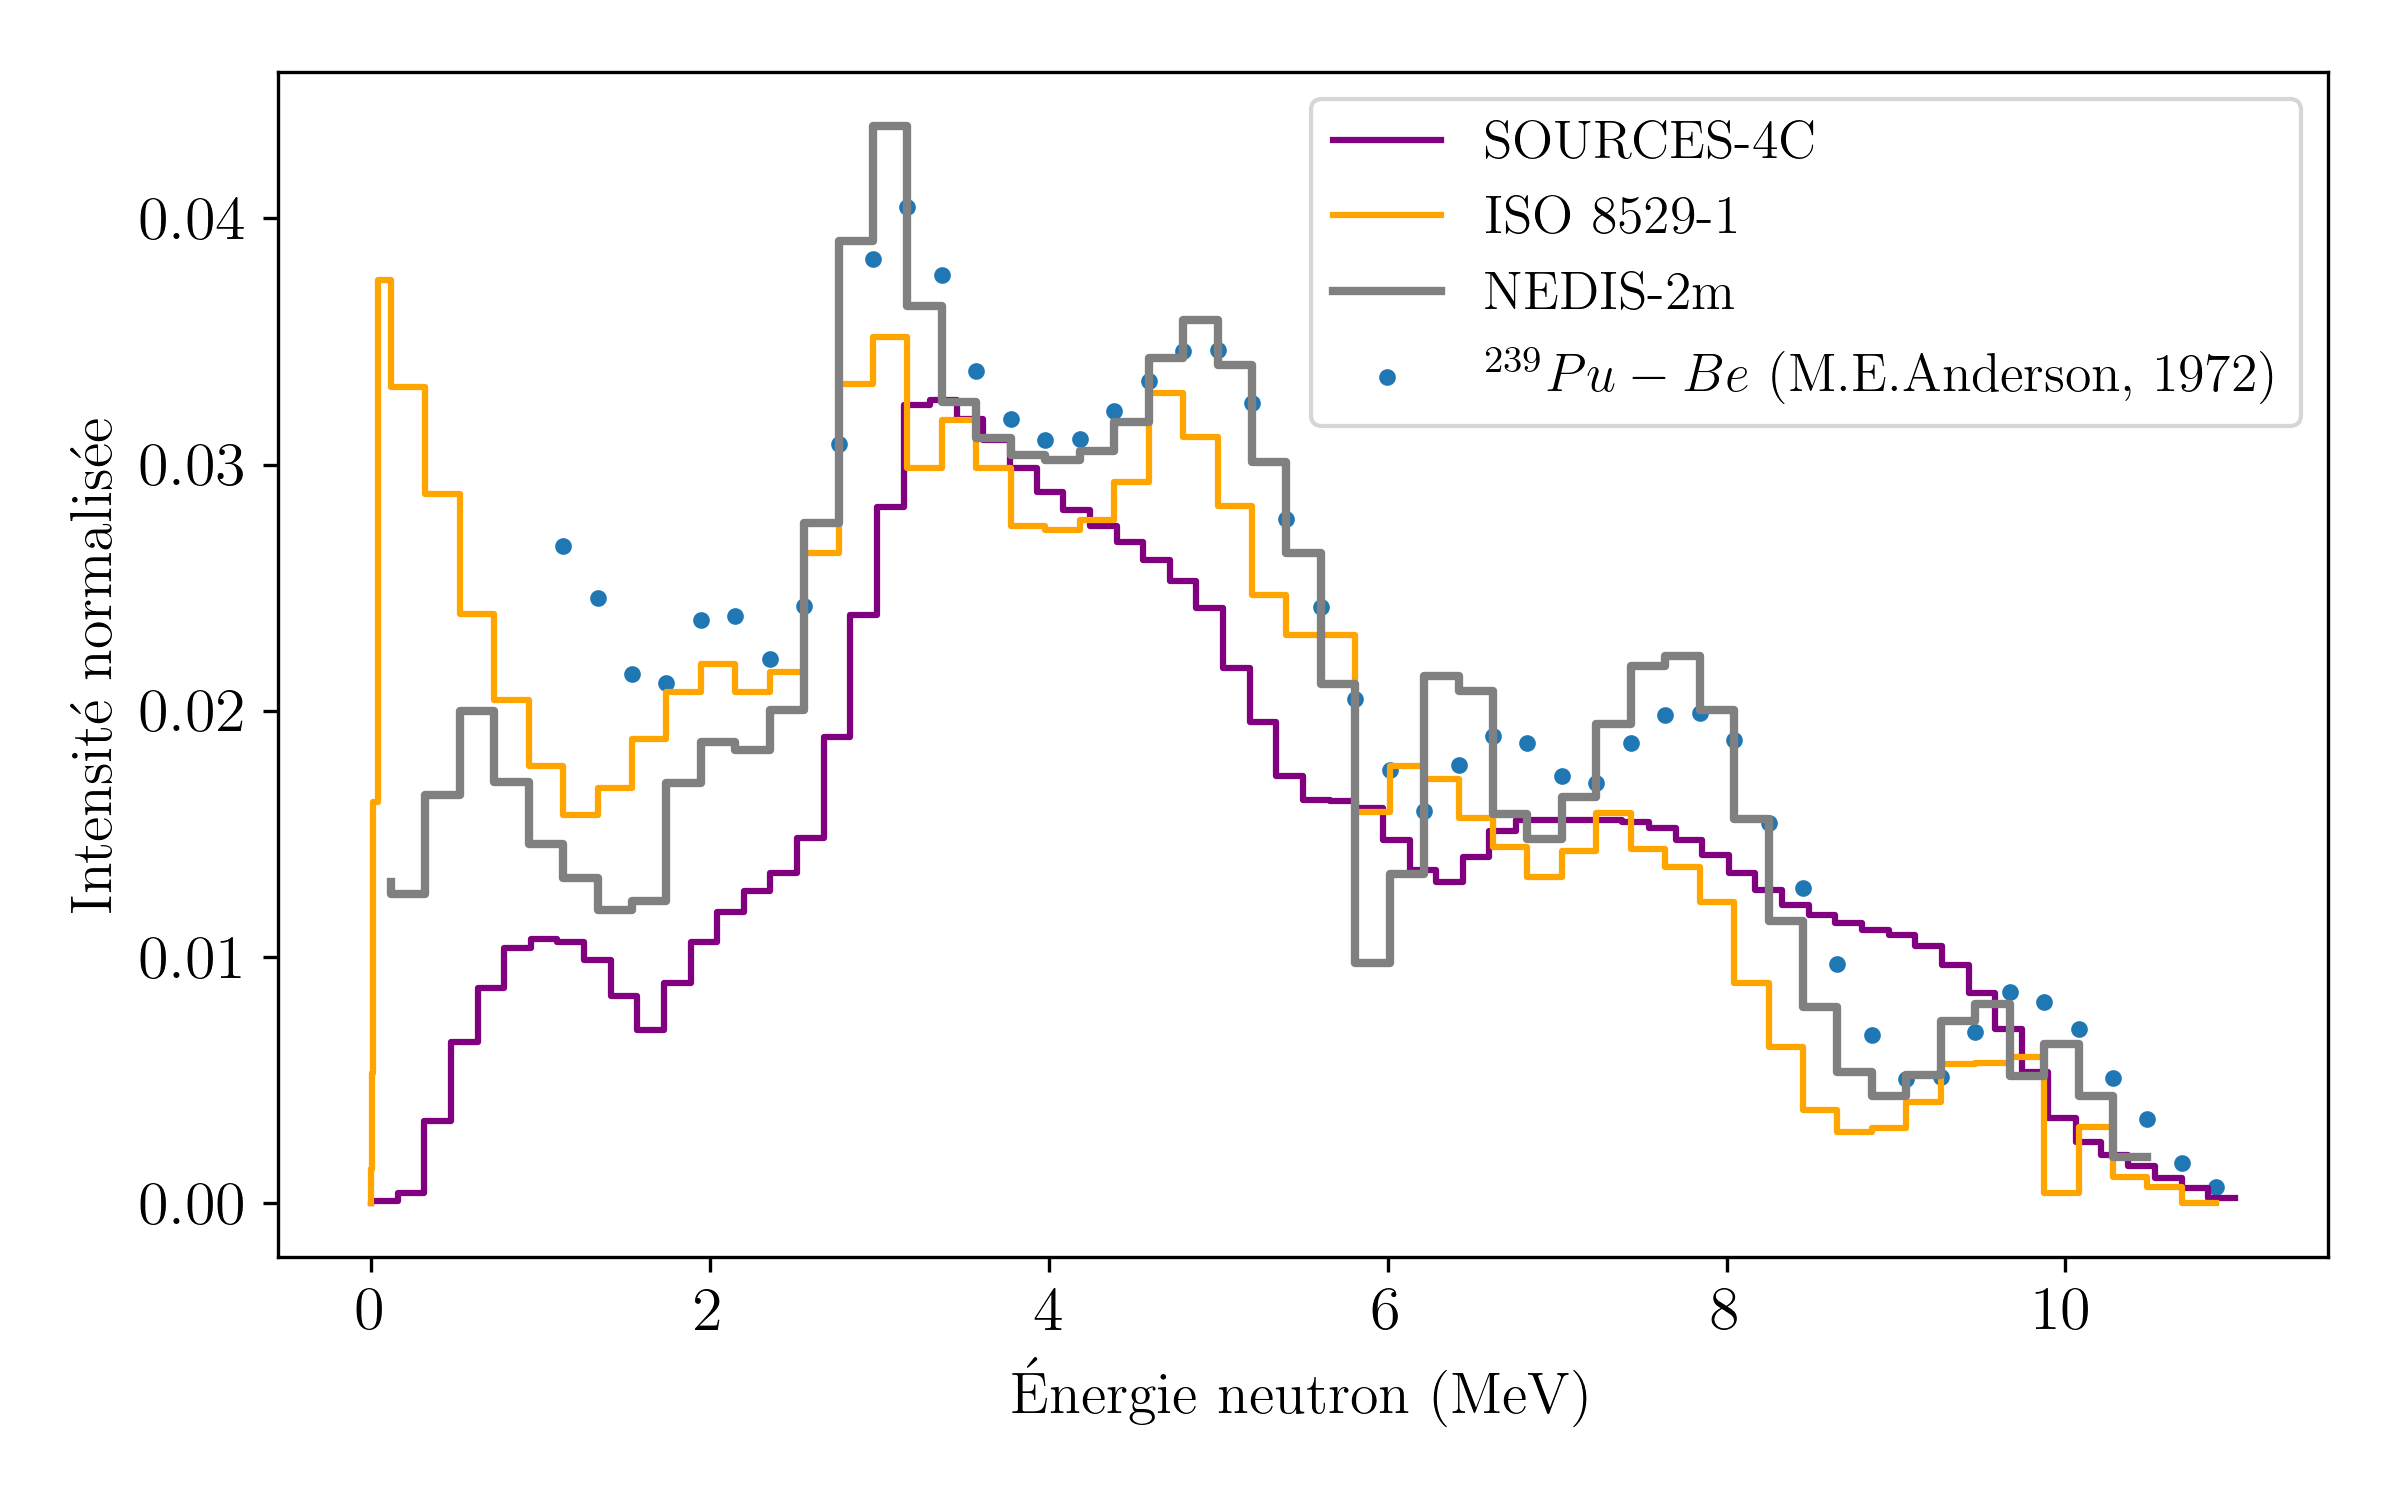 SOURCES-4C
ISO 8529-1
NEDIS-2m
²³⁹Pu − Be (M.E.Anderson, 1972)
0.04
0.03
0.02
0.01
0.00
Intensité normalisée
0 2 4 6 8 10
Énergie neutron (MeV)